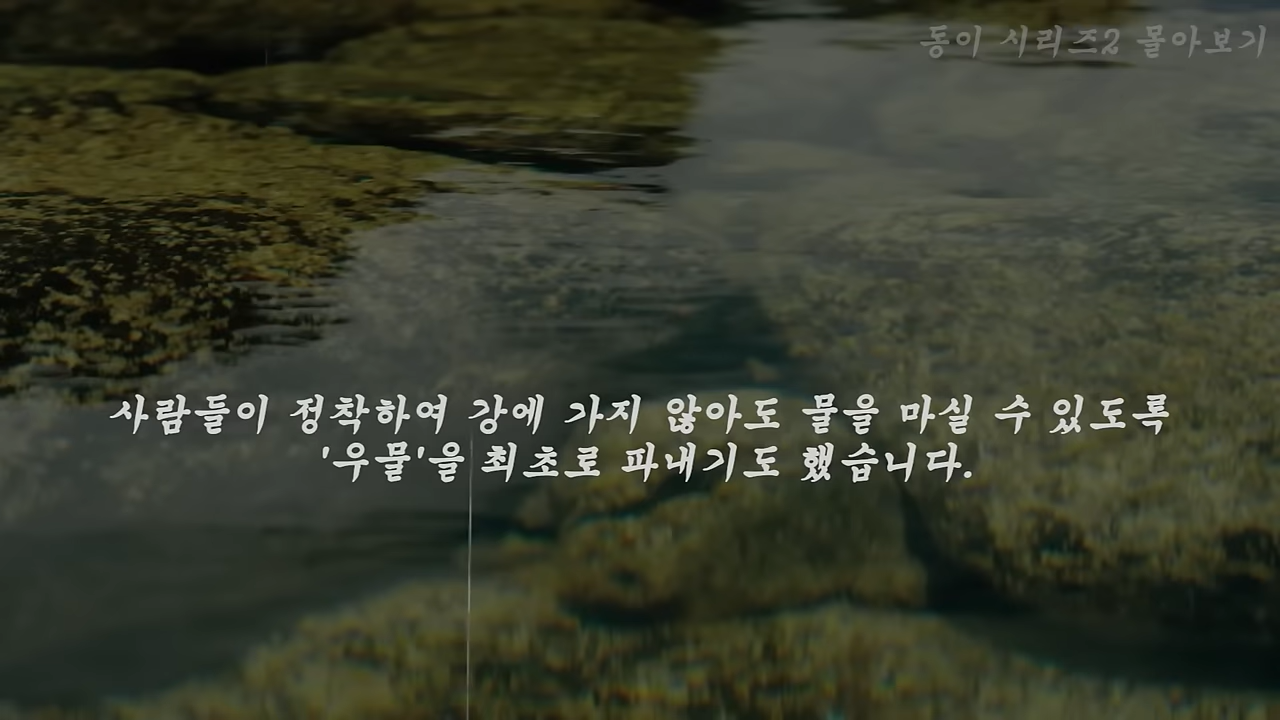 동이 시리즈2 몰아보기
사람들이 정착하여 강에 가지 않아도 물을 마실 수 있도록
'우물'을 최초로 파내기도 했습니다.